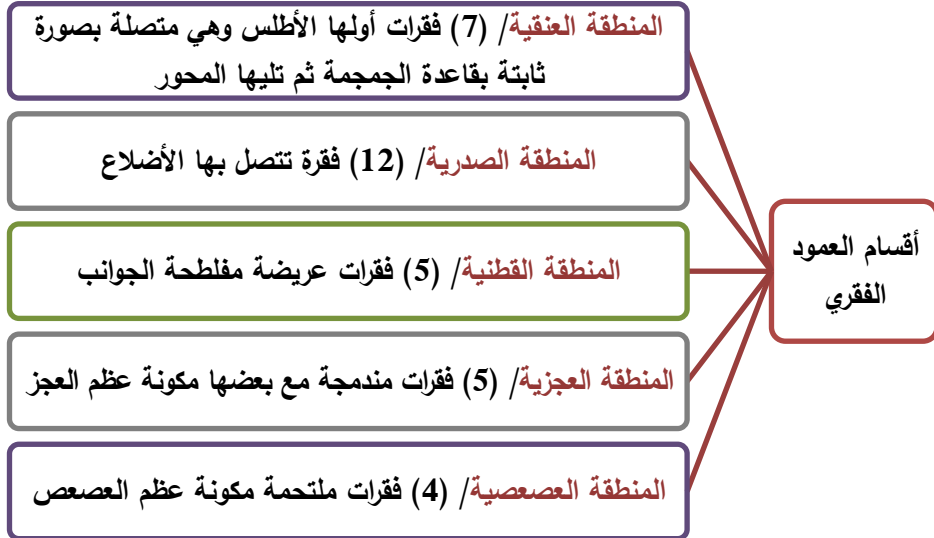 أقسام العمود
الفقري
المنطقة العنقية/ (7) فقرات أولها الأطلس وهي متصلة بصورة
ثابتة بقاعدة الجمجمة ثم تليها المحور
المنطقة الصدرية/ (12) فقرة تتصل بها الأضلاع
المنطقة القطنية/ (5) فقرات عريضة مفلطحة الجوانب
المنطقة العجزية/ (5) فقرات مندمجة مع بعضها مكونة عظم العجز
المنطقة العصعصية/ (4) فقرات ملتحمة مكونة عظم العصعص